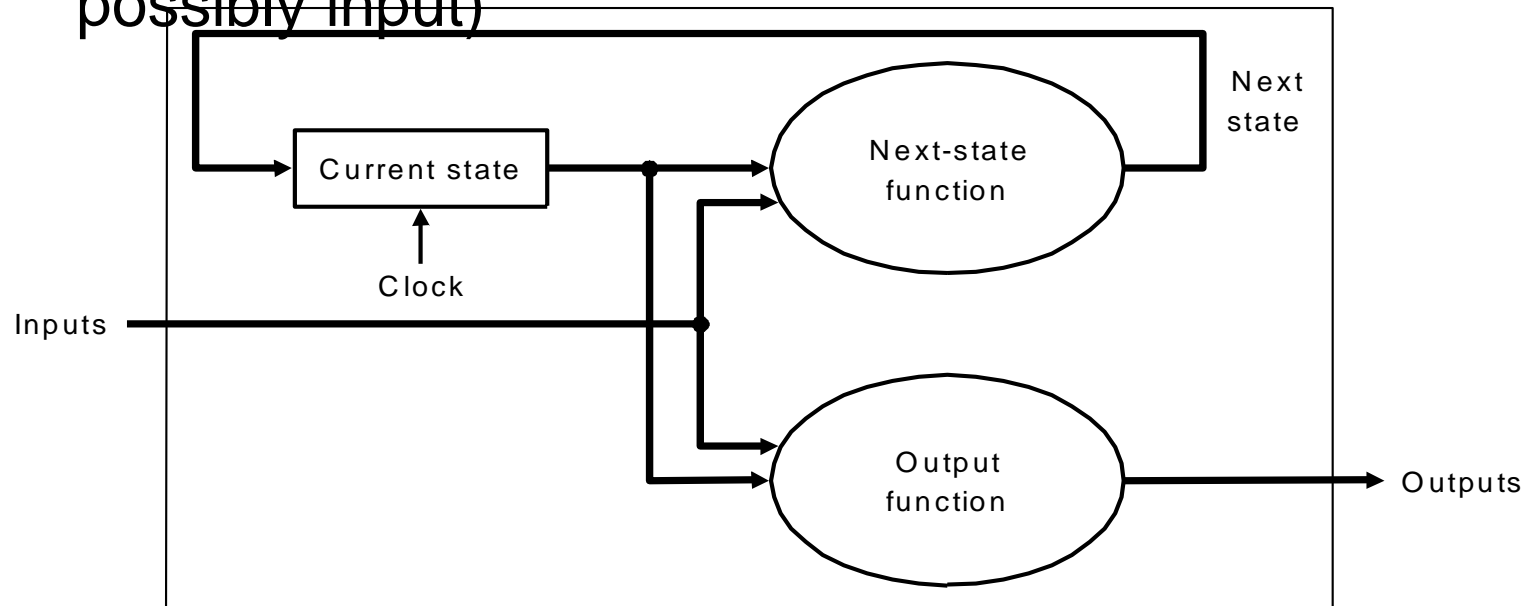 possibly input)
Next
state
Next-state
function
Current state
Clock
Inputs
Output
function
Outputs